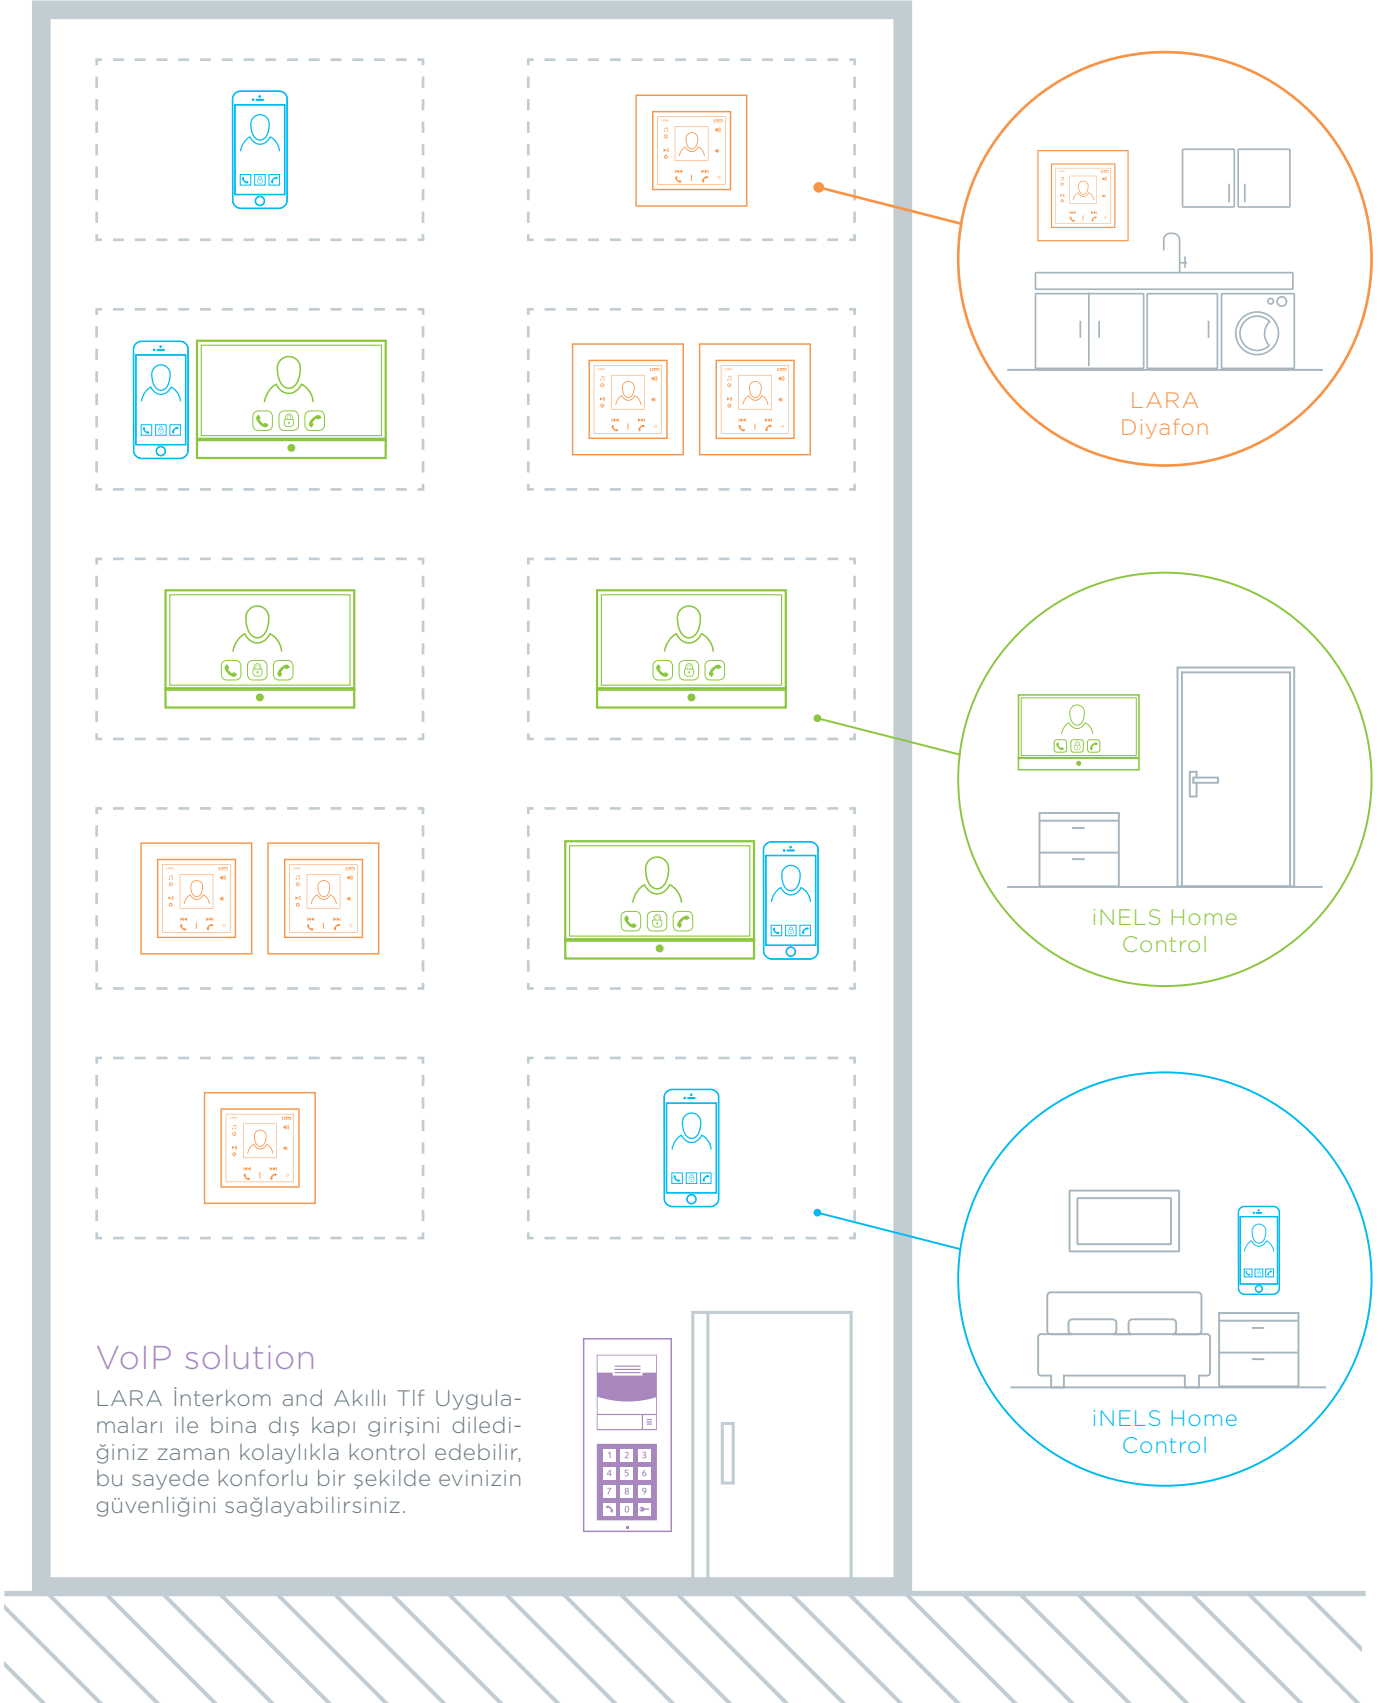 LARA
Diyafon
iNELS Home
Control
iNELS Home
Control
VoIP solution
LARA İnterkom and Akıllı Tlf Uygula-
maları ile bina dış kapı girişini diledi-
ğiniz zaman kolaylıkla kontrol edebilir,
bu sayede konforlu bir şekilde evinizin
güvenliğini sağlayabilirsiniz.
1 2 3
4 5 6
7 8 9
0